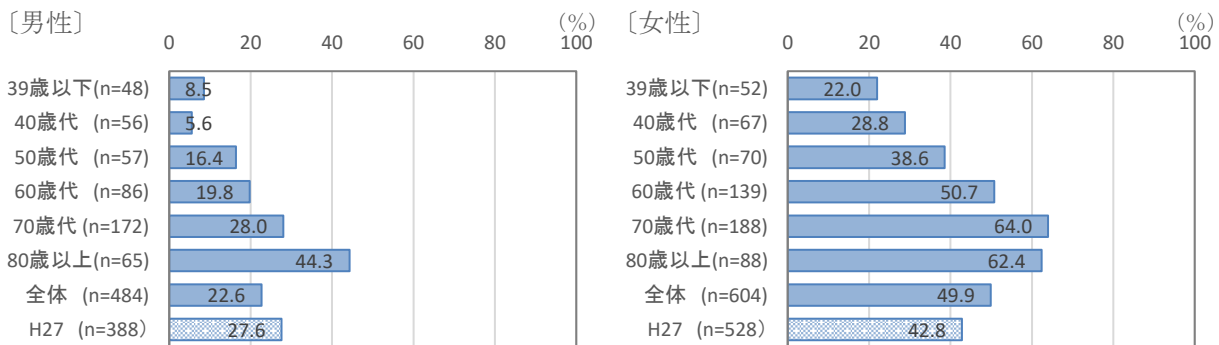 〔男性〕 (%)
0 20 40 60 80 100
39歳以下(n=48) 8.5
40歳代 (n=56) 5.6
50歳代 (n=57) 16.4
60歳代 (n=86) 19.8
70歳代 (n=172) 28.0
80歳以上(n=65) 44.3
全体 (n=484) 22.6
H27 (n=388） 27.6
〔女性〕 (%)
0 20 40 60 80 100
39歳以下(n=52) 22.0
40歳代 (n=67) 28.8
50歳代 (n=70) 38.6
60歳代 (n=139) 50.7
70歳代 (n=188) 64.0
80歳以上(n=88) 62.4
全体 (n=604) 49.9
H27 (n=528） 42.8